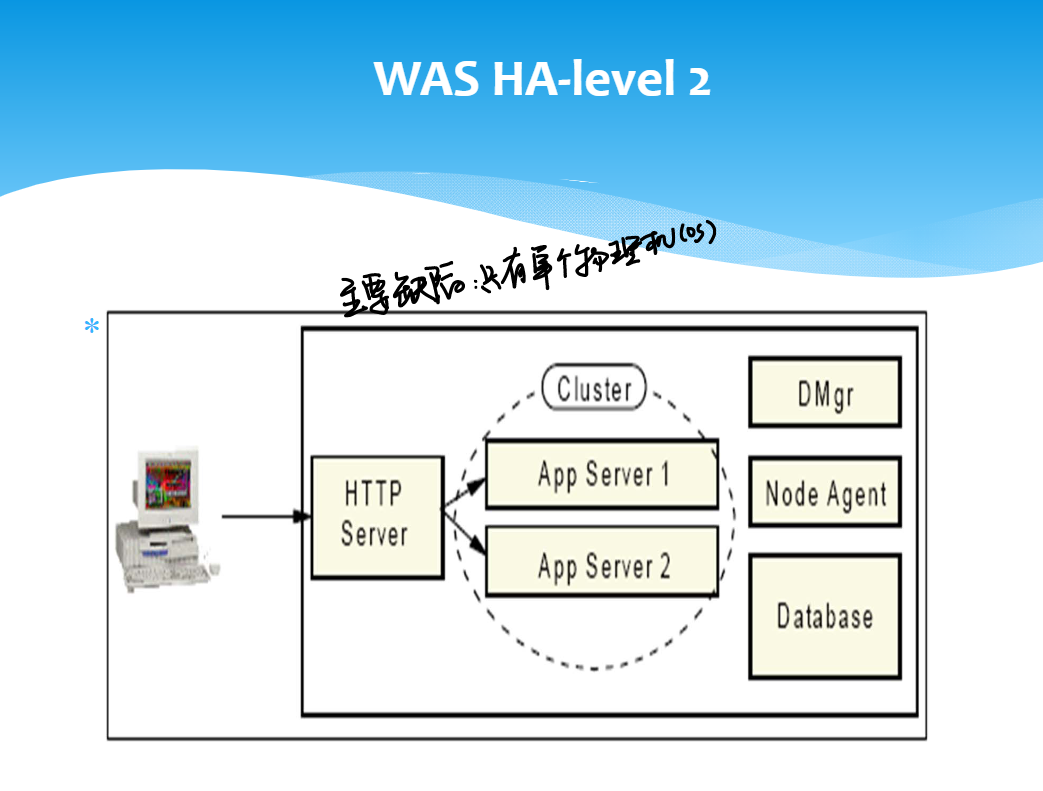 WAS HA-level 2
主要缺陷:只有单个物理机(OS)
*
Cluster
DMgr
App Server 1
HTTP
Server
Node Agent
App Server 2
Database